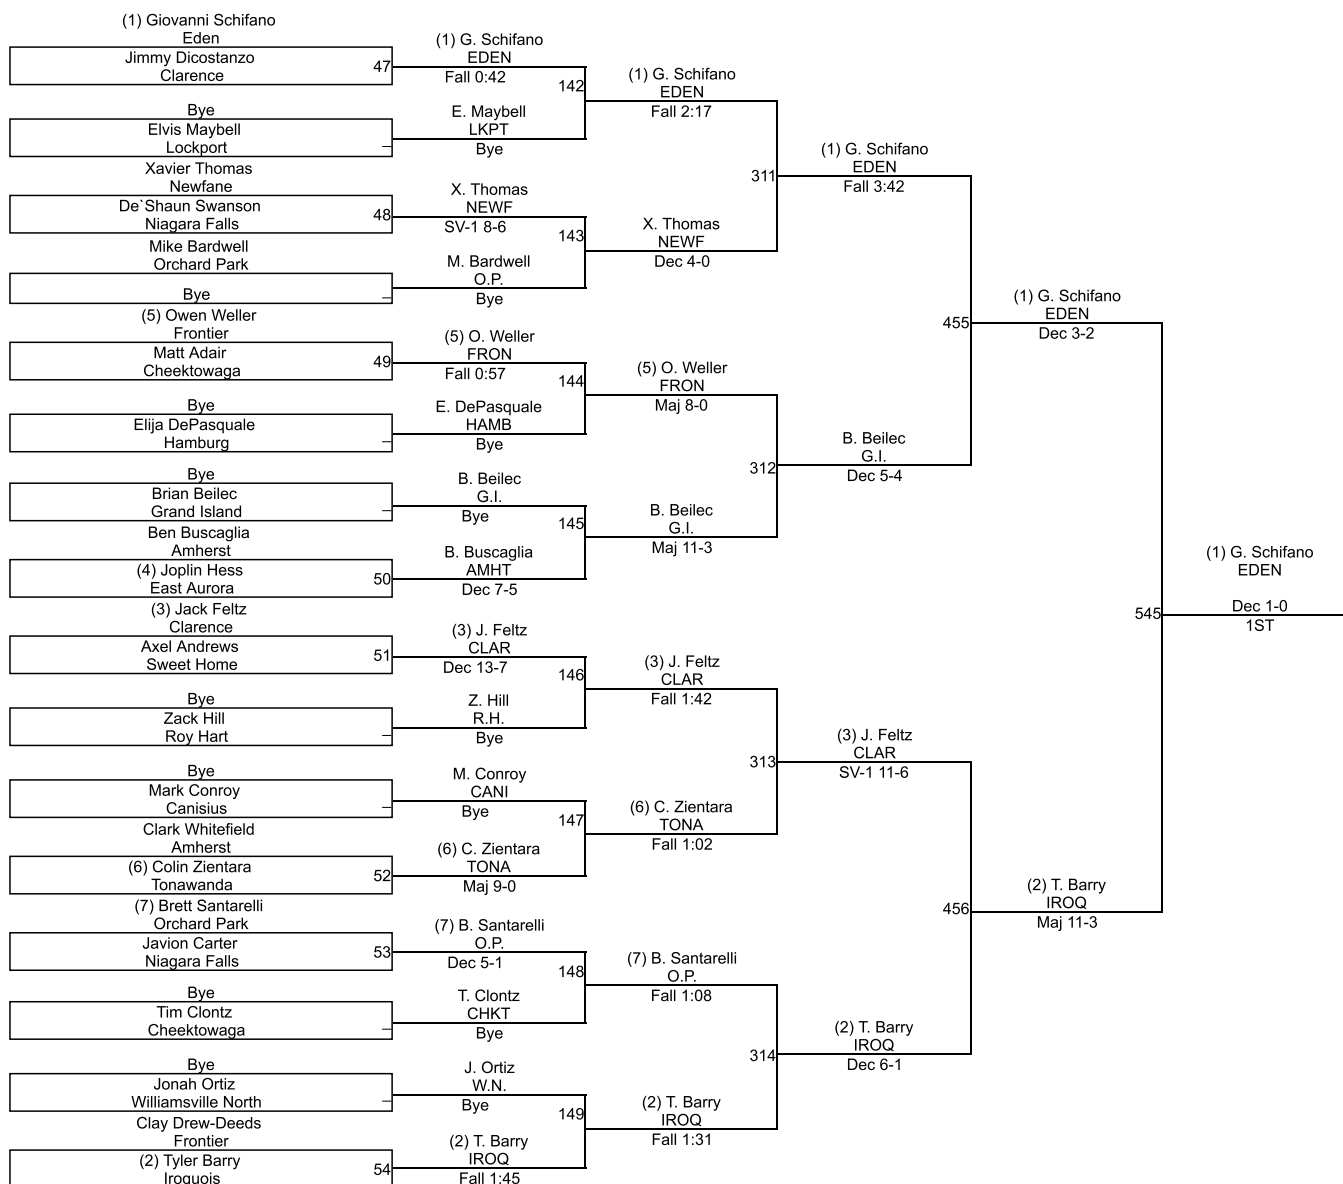 (1) Giovanni Schifano
Eden
Jimmy Dicostanzo
Clarence
47
Bye
Elvis Maybell
Lockport
_
Xavier Thomas
Newfane
De`Shaun Swanson
Niagara Falls
48
Mike Bardwell
Orchard Park
Bye
_
(5) Owen Weller
Frontier
Matt Adair
Cheektowaga
49
Bye
Elija DePasquale
Hamburg
_
Bye
Brian Beilec
Grand Island
_
Ben Buscaglia
Amherst
(4) Joplin Hess
East Aurora
50
(3) Jack Feltz
Clarence
Axel Andrews
Sweet Home
51
Bye
Zack Hill
Roy Hart
_
Bye
Mark Conroy
Canisius
_
Clark Whitefield
Amherst
(6) Colin Zientara
Tonawanda
52
(7) Brett Santarelli
Orchard Park
Javion Carter
Niagara Falls
53
Bye
Tim Clontz
Cheektowaga
_
Bye
Jonah Ortiz
Williamsville North
_
Clay Drew-Deeds
Frontier
(2) Tyler Barry
Iroquois
54
(1) G. Schifano
EDEN
Fall 0:42
142
E. Maybell
LKPT
Bye
X. Thomas
NEWF
SV-1 8-6
143
M. Bardwell
O.P.
Bye
(5) O. Weller
FRON
Fall 0:57
144
E. DePasquale
HAMB
Bye
B. Beilec
G.I.
Bye
145
B. Buscaglia
AMHT
Dec 7-5
(3) J. Feltz
CLAR
Dec 13-7
146
Z. Hill
R.H.
Bye
M. Conroy
CANI
Bye
147
(6) C. Zientara
TONA
Maj 9-0
(7) B. Santarelli
O.P.
Dec 5-1
148
T. Clontz
CHKT
Bye
J. Ortiz
W.N.
Bye
149
(2) T. Barry
IROQ
Fall 1:45
(1) G. Schifano
EDEN
Fall 2:17
311
X. Thomas
NEWF
Dec 4-0
(5) O. Weller
FRON
Maj 8-0
312
B. Beilec
G.I.
Maj 11-3
(3) J. Feltz
CLAR
Fall 1:42
313
(6) C. Zientara
TONA
Fall 1:02
(7) B. Santarelli
O.P.
Fall 1:08
314
(2) T. Barry
IROQ
Fall 1:31
(1) G. Schifano
EDEN
Fall 3:42
455
B. Beilec
G.I.
Dec 5-4
(3) J. Feltz
CLAR
SV-1 11-6
456
(2) T. Barry
IROQ
Dec 6-1
(1) G. Schifano
EDEN
Dec 3-2
545
(2) T. Barry
IROQ
Maj 11-3
(1) G. Schifano
EDEN
Dec 1-0
1ST